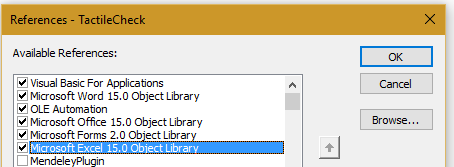 References - TactileCheck
Available References:
OK
Visual Basic For Applications
Microsoft Word 15.0 Object Library
Cancel
OLE Automation
Microsoft Office 15.0 Object Library
Microsoft Forms 2.0 Object Library
Browse...
Microsoft Excel 15.0 Object Library
MendeleyPlugin